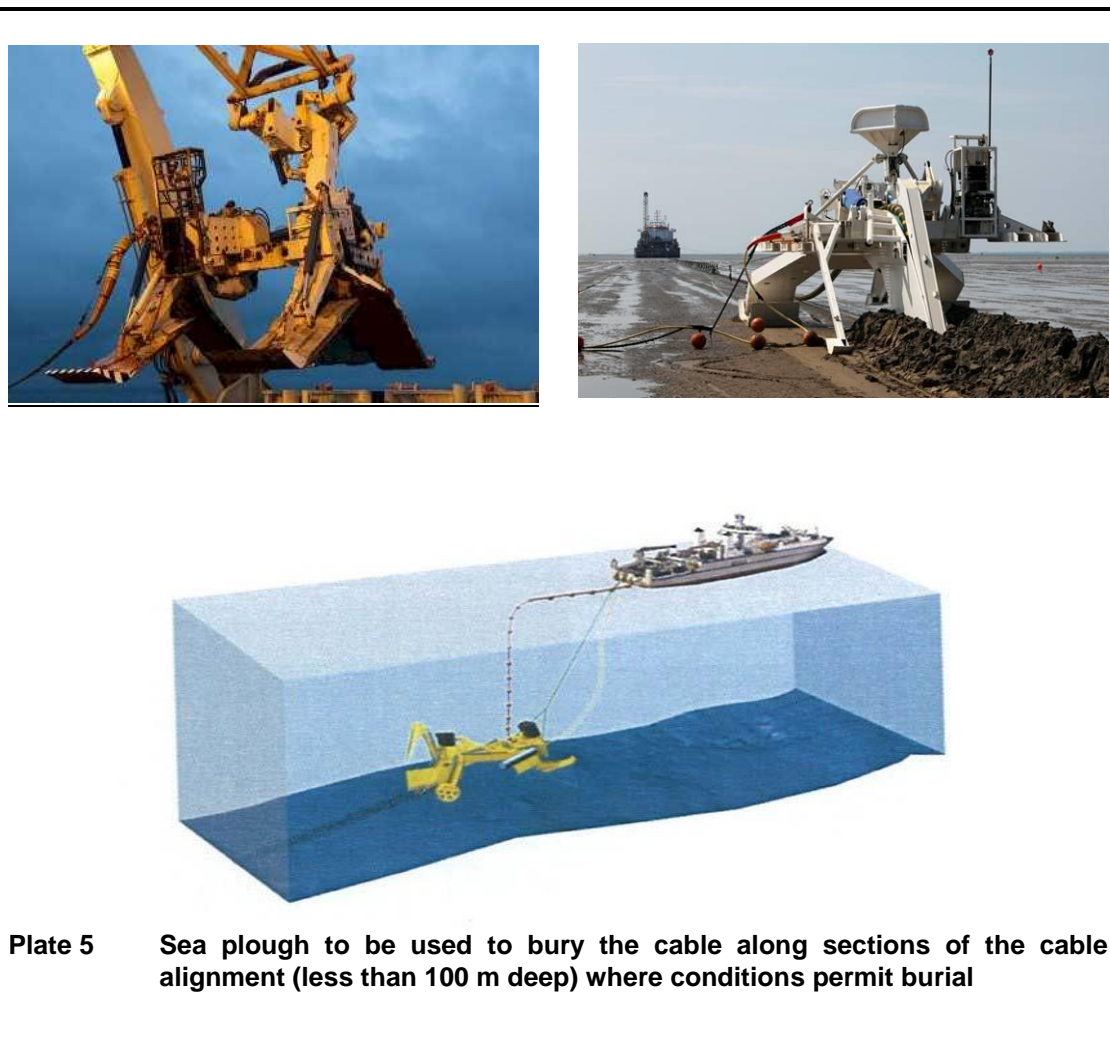 Plate 5 Sea plough to be used to bury the cable along sections of the cable
alignment (less than 100 m deep) where conditions permit burial